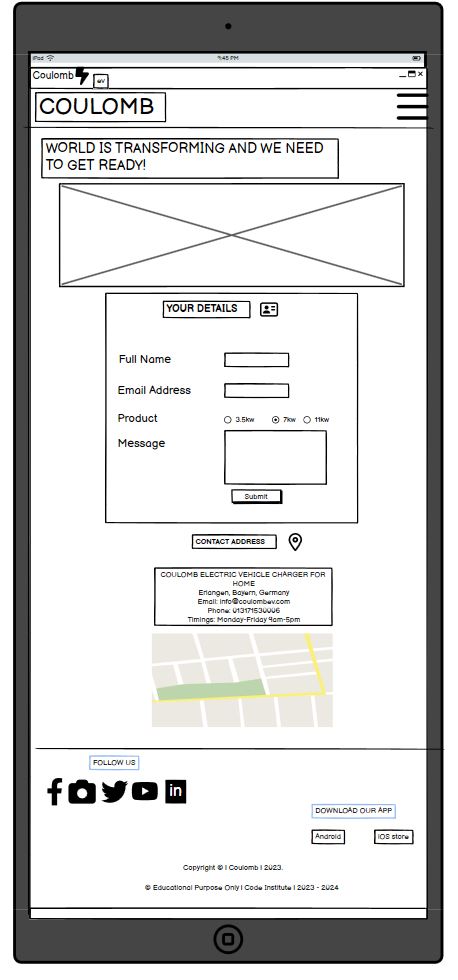 iPod 9:45 PM
Coulomb eV
COULOMB
WORLD IS TRANSFORMING AND WE NEED
TO GET READY!
YOUR DETAILS
Full Name
Email Address
Product 3.5kw 7kw 11kw
Message
Submit
CONTACT ADDRESS
COULOMB ELECTRIC VEHICLE CHARGER FOR
HOME
Erlangen, Bayern, Germany
Email: info@coulombev.com
Phone: 013171530006
Timings: Monday-Friday 9am-5pm
FOLLOW US
in
DOWNLOAD OUR APP
Android iOS store
Copyright © | Coulomb | 2023.
© Educational Purpose Only | Code Institute | 2023 - 2024